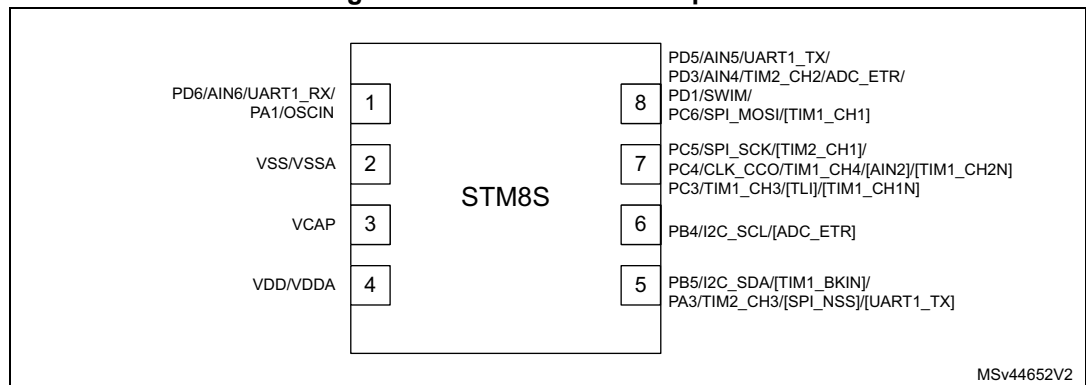 PD6/AIN6/UART1_RX/
PA1/OSCIN
1
VSS/VSSA
2
VCAP
3
VDD/VDDA
4
STM8S
PD5/AIN5/UART1_TX/
PD3/AIN4/TIM2_CH2/ADC_ETR/
PD1/SWIM/
PC6/SPI_MOSI/[TIM1_CH1]
8
PC5/SPI_SCK/[TIM2_CH1]/
PC4/CLK_CCO/TIM1_CH4/[AIN2]/[TIM1_CH2N]
PC3/TIM1_CH3/[TLI]/[TIM1_CH1N]
7
PB4/I2C_SCL/[ADC_ETR]
6
PB5/I2C_SDA/[TIM1_BKIN]/
PA3/TIM2_CH3/[SPI_NSS]/[UART1_TX]
5
MSv44652V2